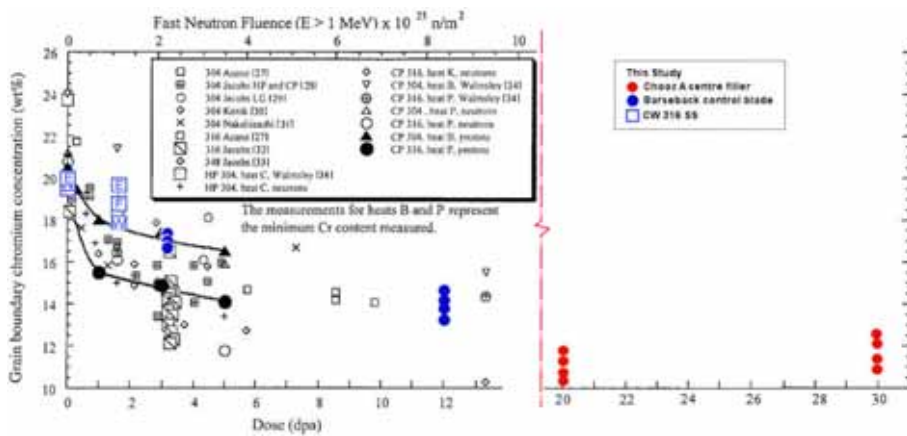 Fast Neutron Fluence (E > 1 MeV) x 10 25 n/m2
0 2 4 6 8 10
Grain boundary chromium concentration (wt%)
26
24
22
20
18
16
14
12
10
304 Asano [27]
304 Jacobs HP and CP [28]
304 Jacobs LG [29]
304 Kenik [30]
304 Nakahigashi [31]
316 Asano [27]
316 Jacobs [32]
348 Jacobs [33]
HP 304, heat C, Walmsley [34]
HP 304, heat C, neutrons
CP 316, heat K, neutrons
CP 304, heat B, Walmsley [34]
CP 316, heat P, Walmsley [34]
CP 304, heat B, neutrons
CP 316, heat P, neutrons
CP 304, heat B, protons
CP 316, heat P, protons
The measurements for heats B and P represent
the minimum Cr content measured.
This Study
Chooz A centre filler
Barseback control blade
CW 316 SS
0 2 4 6 8 10 12 20 22 24 26 28 30
Dose (dpa)